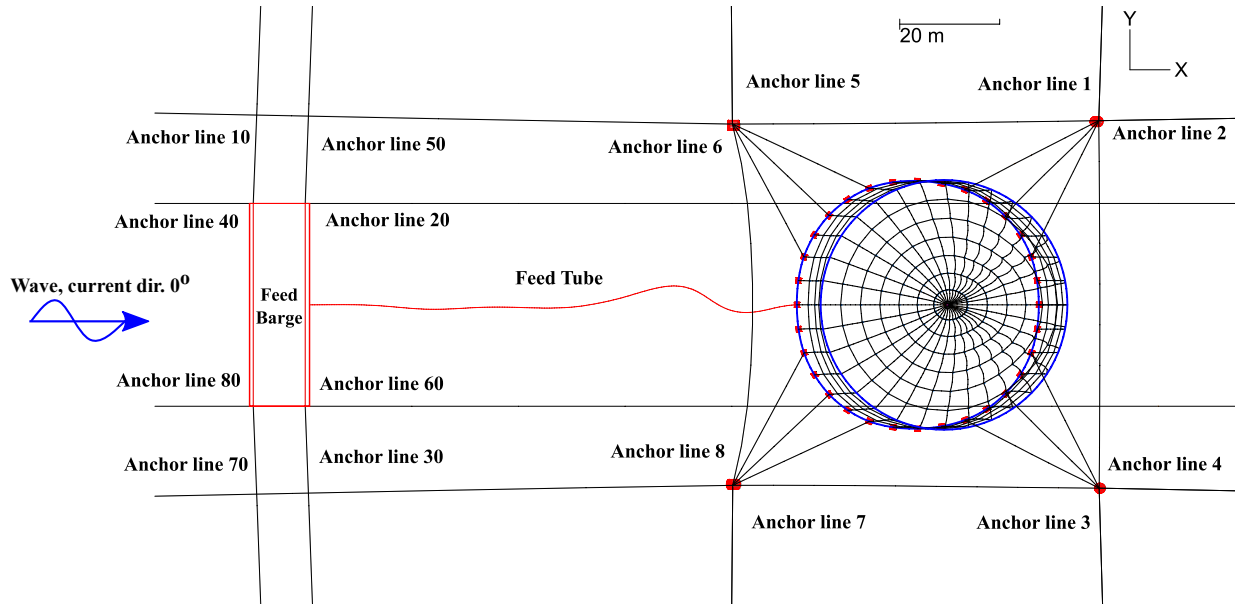 20 m
Y
X
Anchor line 5
Anchor line 1
Anchor line 10
Anchor line 50
Anchor line 6
Anchor line 2
Anchor line 40
Anchor line 20
Wave, current dir. 0º
Feed
Barge
Feed Tube
Anchor line 80
Anchor line 60
Anchor line 70
Anchor line 30
Anchor line 8
Anchor line 4
Anchor line 7
Anchor line 3